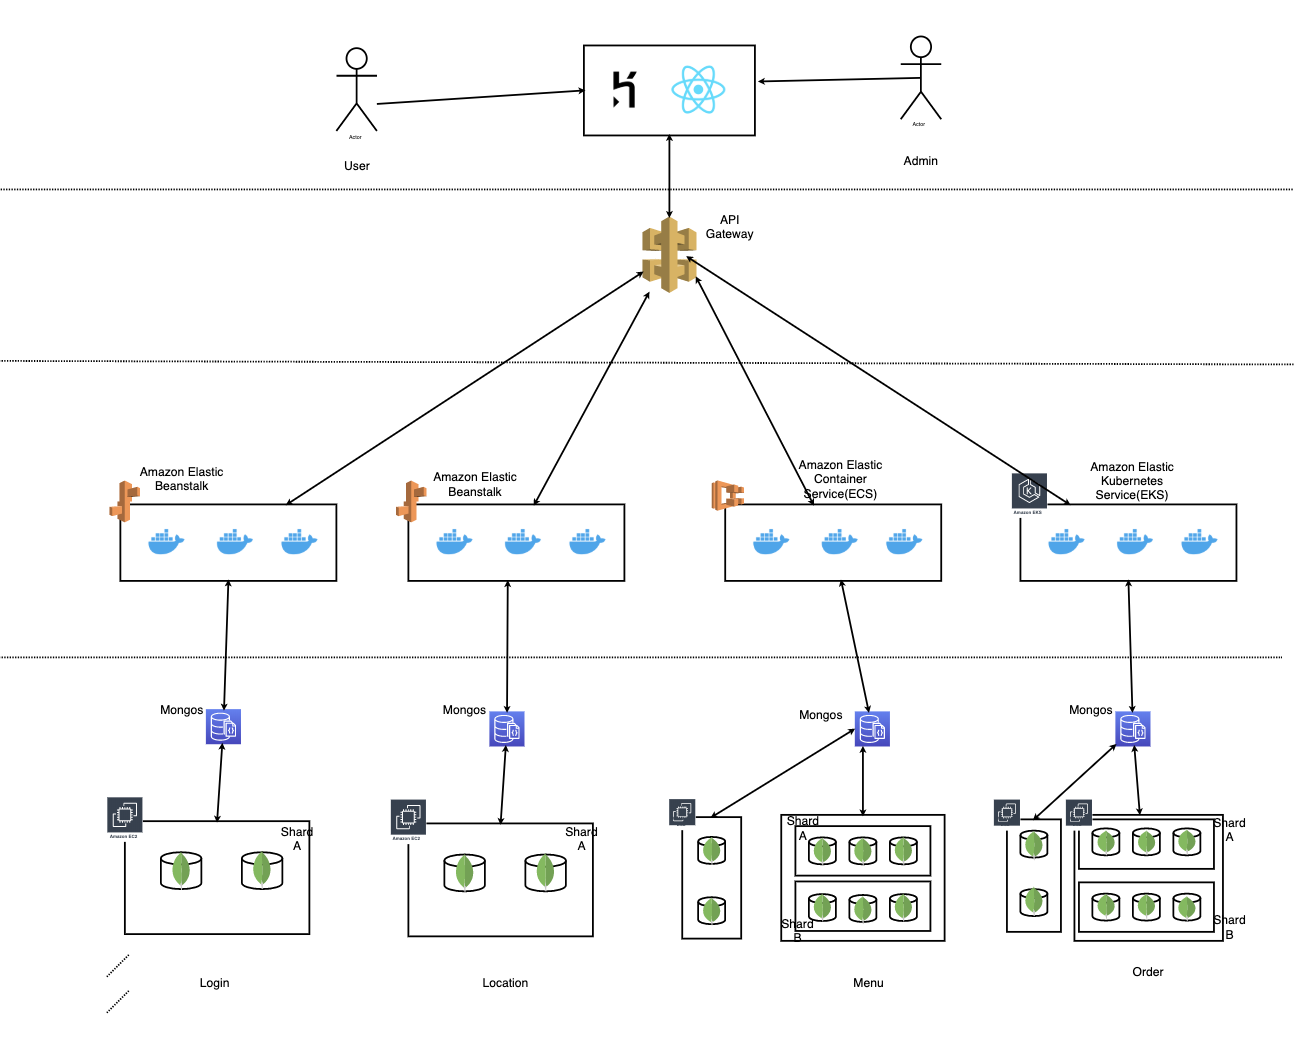 Actor
User
Actor
Admin
API
Gateway
Amazon Elastic
Beanstalk
Amazon Elastic
Beanstalk
Amazon Elastic
Container
Service(ECS)
Amazon Elastic
Kubernetes
Service(EKS)
Amazon EKS
Mongos
Mongos
Mongos
Mongos
Amazon EC2
Shard
A
Amazon EC2
Shard
A
Shard
A
Shard
B
Shard
A
Shard
B
Login
Location
Menu
Order